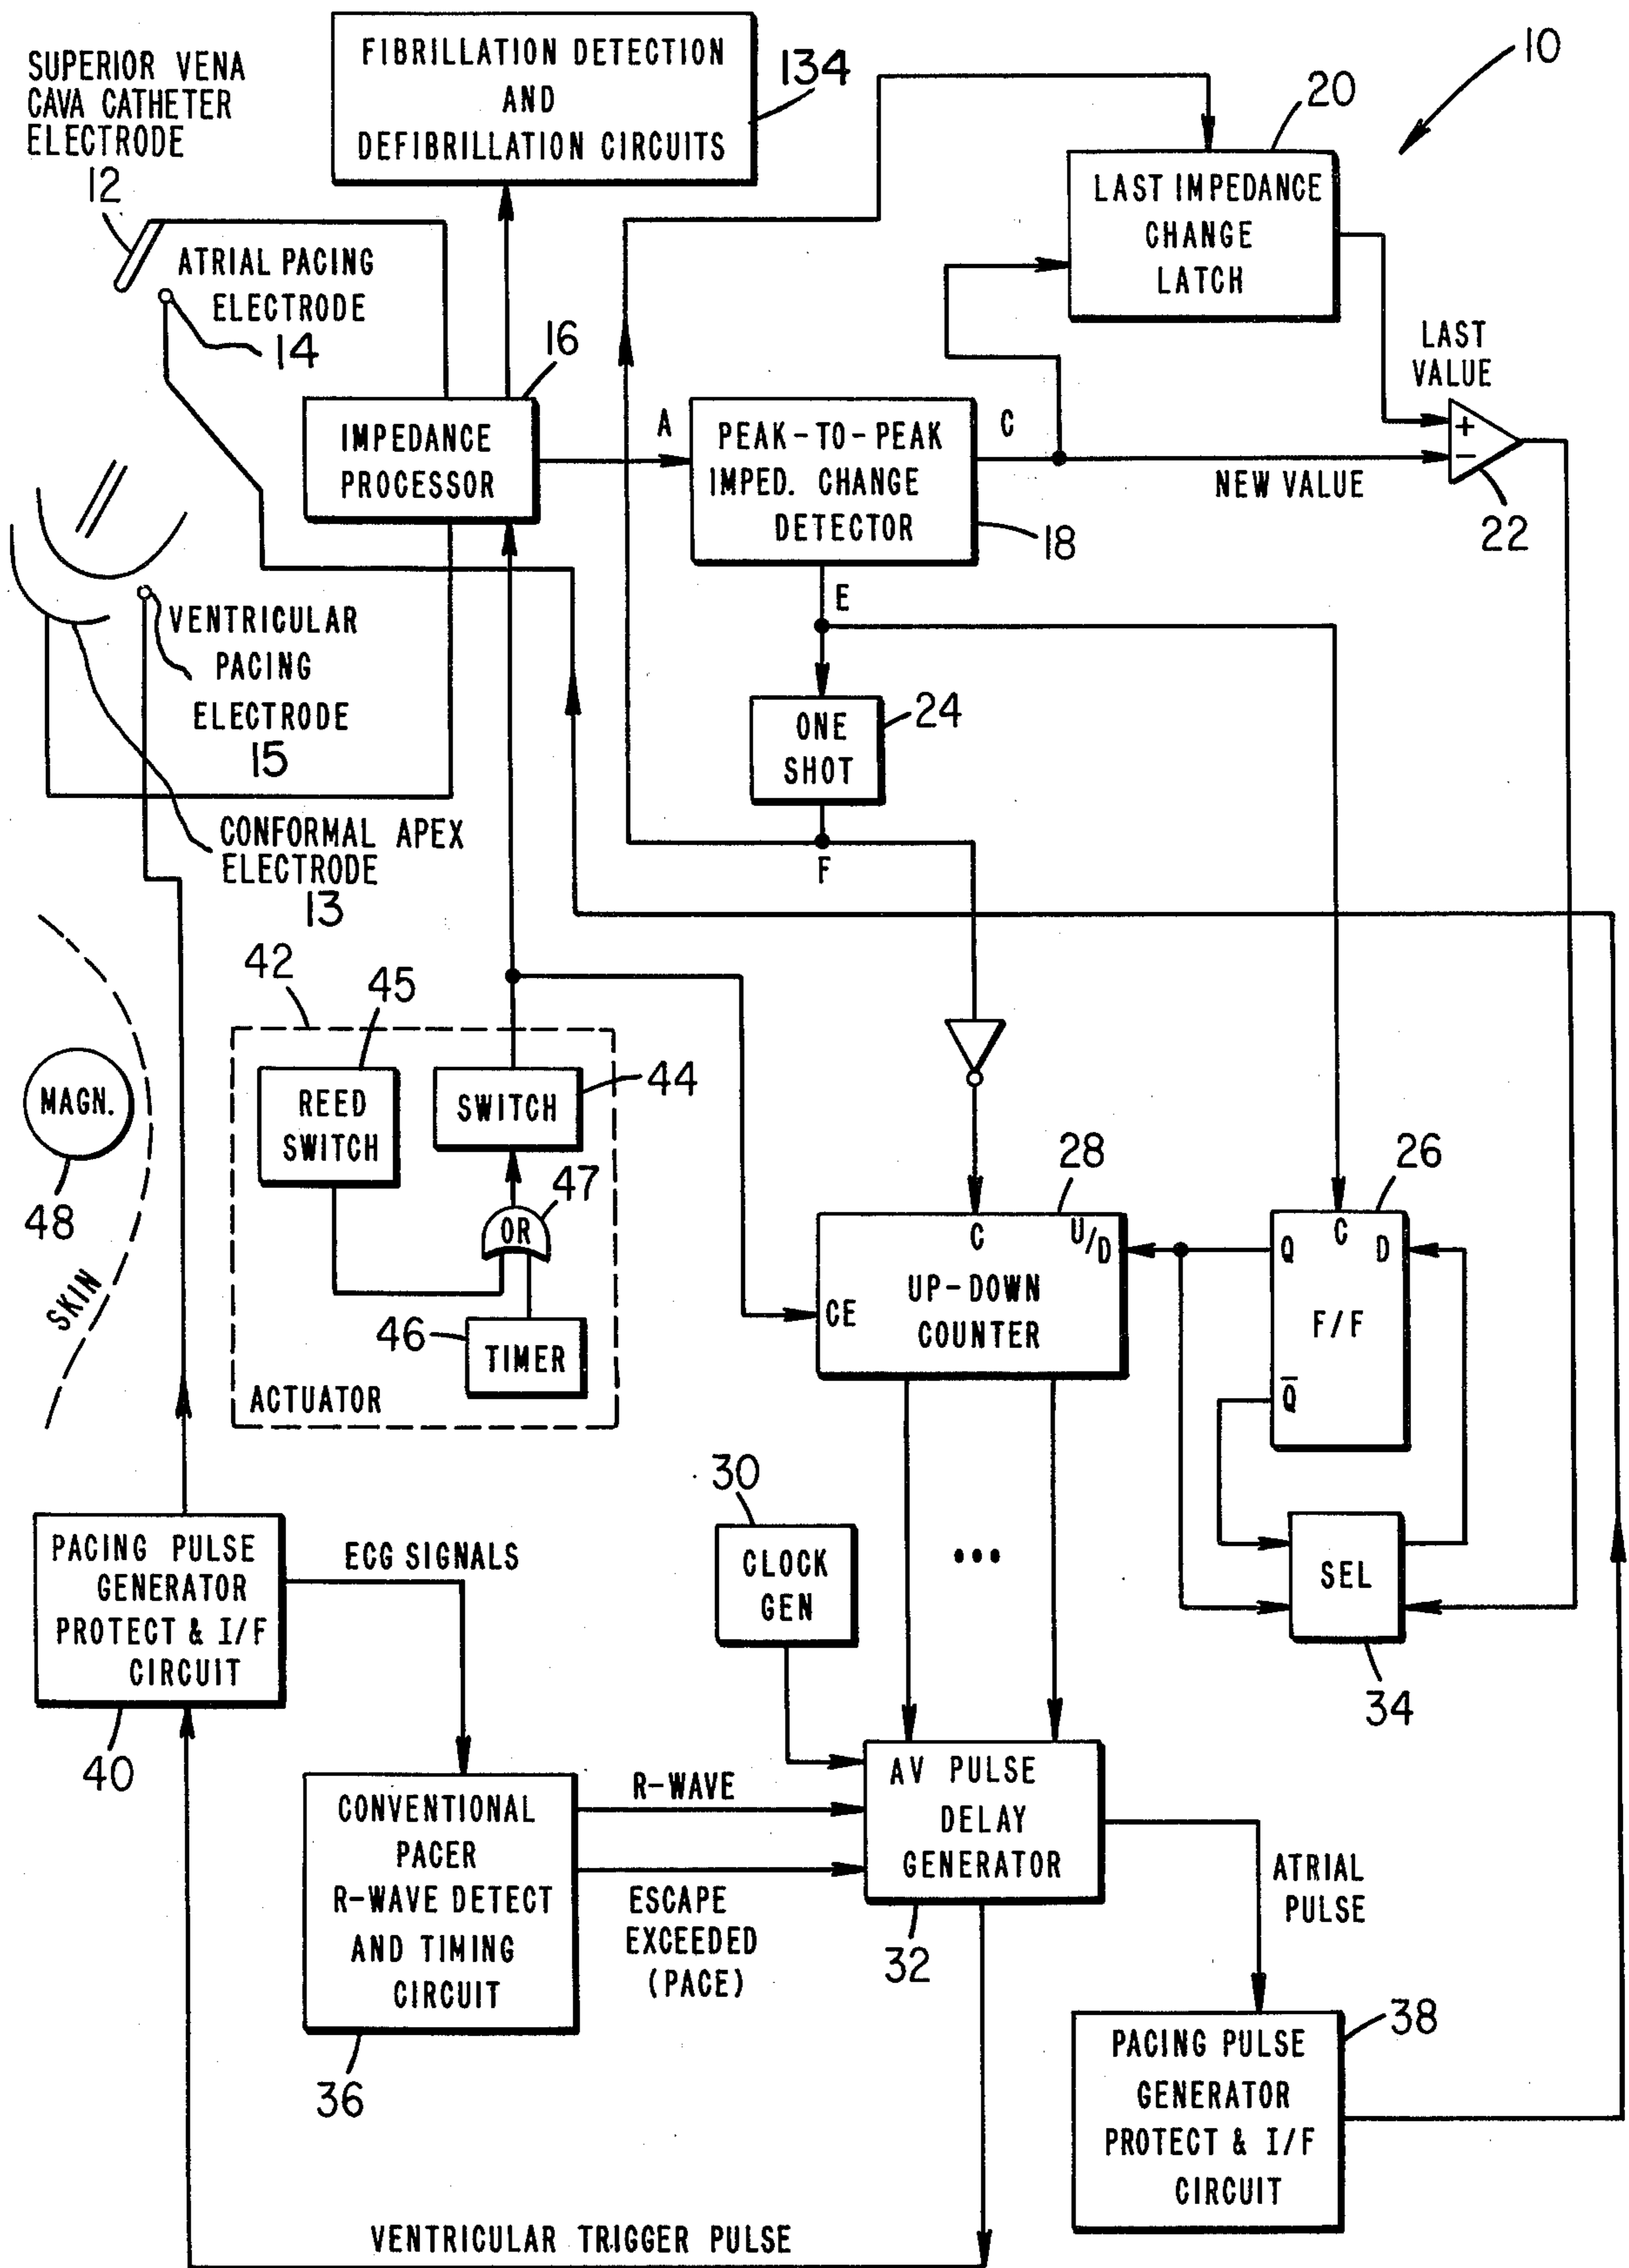 FIBRILLATION DETECTION
AND
DEFIBRILLATION CIRCUITS
134
10
SUPERIOR VENA
CAVA CATHETER
ELECTRODE
12
20
LAST IMPEDANCE
CHANGE
LATCH
ATRIAL PACING
ELECTRODE
14
16
IMPEDANCE
PROCESSOR
A
PEAK-TO-PEAK
IMPED. CHANGE
DETECTOR
18
C
NEW VALUE
LAST
VALUE
+
−
22
E
VENTRICULAR
PACING
ELECTRODE
15
ONE
SHOT
24
F
CONFORMAL APEX
ELECTRODE
13
42
45
REED
SWITCH
SWITCH
44
MAGN.
48
SKIN
OR
47
46
TIMER
ACTUATOR
28
C
U/D
CE
UP-DOWN
COUNTER
26
Q
C
D
F/F
Q̅
30
CLOCK
GEN
•••
SEL
34
PACING PULSE
GENERATOR
PROTECT & I/F
CIRCUIT
40
ECG SIGNALS
CONVENTIONAL
PACER
R-WAVE DETECT
AND TIMING
CIRCUIT
36
R-WAVE
ESCAPE
EXCEEDED
(PACE)
AV PULSE
DELAY
GENERATOR
32
ATRIAL
PULSE
38
PACING PULSE
GENERATOR
PROTECT & I/F
CIRCUIT
VENTRICULAR TRIGGER PULSE